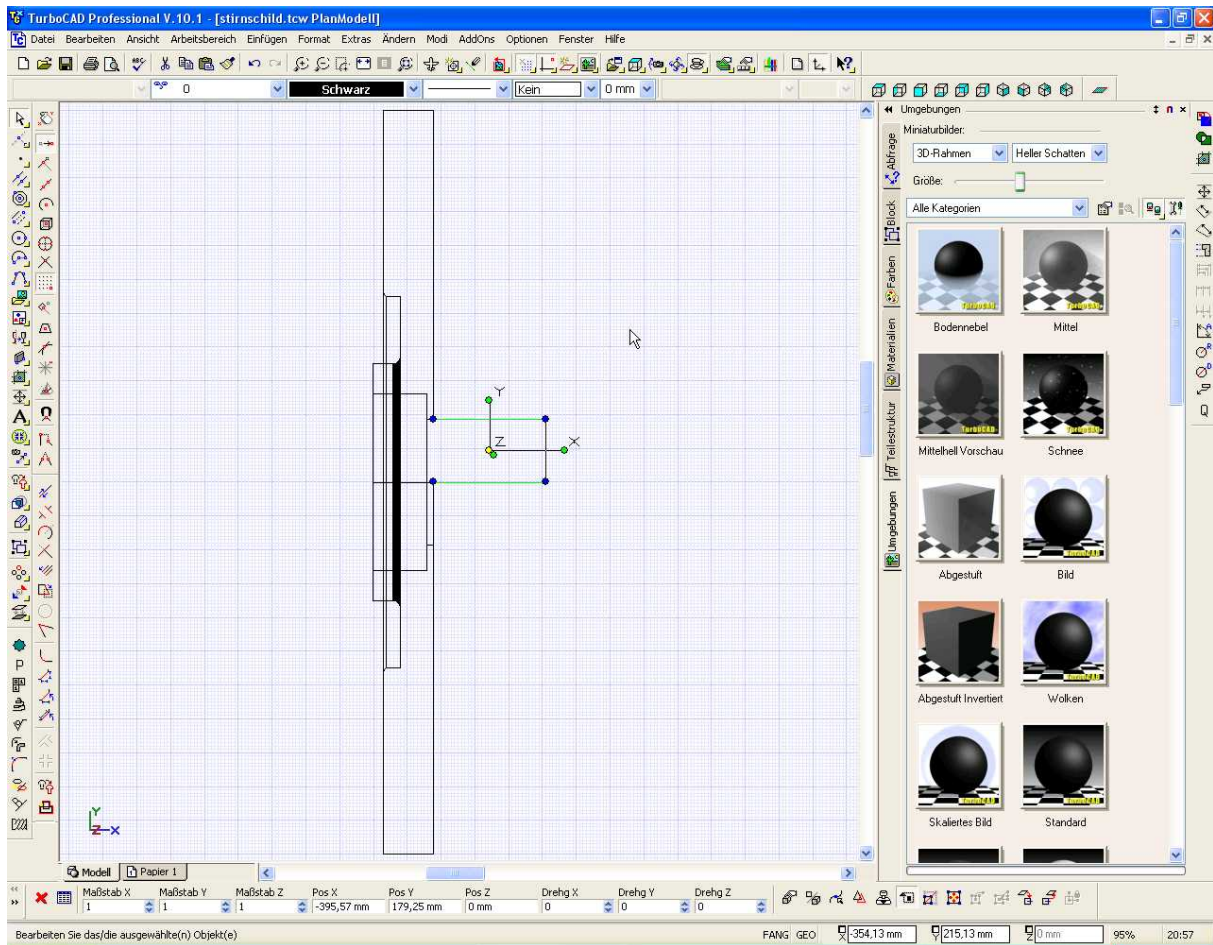 TurboCAD Professional V.10.1 - [stirnschild.tcw PlanModell]
Datei Bearbeiten Ansicht Arbeitsbereich Einfügen Format Extras Ändern Modi AddOns Optionen Fenster Hilfe
0 Schwarz Kein 0 mm
Umgebungen
Miniaturbilder:
3D-Rahmen Heller Schatten
Größe:
Alle Kategorien
Abfrage
Block
Farben
Materialien
Teilestruktur
Umgebungen
Bodennebel Mittel
Mittelhell Vorschau Schnee
Abgestuft Bild
Abgestuft Invertiert Wolken
Skaliertes Bild Standard
Y
Z X
Y
Z X
Modell Papier 1
Maßstab X Maßstab Y Maßstab Z Pos X Pos Y Pos Z Drehg X Drehg Y Drehg Z
1 1 1 -395,57 mm 179,25 mm 0 mm 0 0 0
Bearbeiten Sie das/die ausgewählte(n) Objekt(e) FANG GEO X -354,13 mm Y 215,13 mm Z 0 mm 95% 20:57